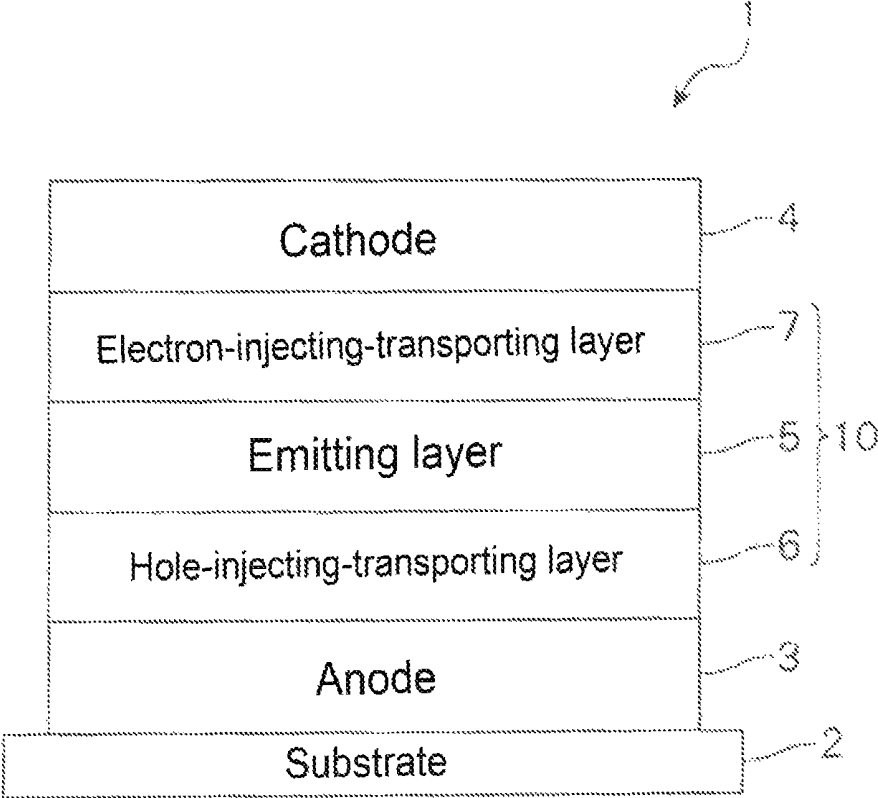 1
Cathode
4
Electron-injecting-transporting layer
7
Emitting layer
5
10
Hole-injecting-transporting layer
6
Anode
3
Substrate
2